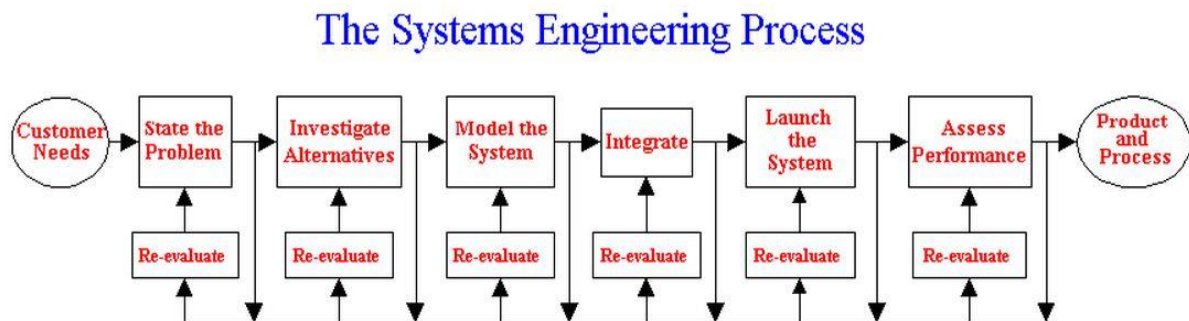 The Systems Engineering Process
Customer
Needs
State the
Problem
Investigate
Alternatives
Model the
System
Integrate
Launch
the
System
Assess
Performance
Product
and
Process
Re-evaluate
Re-evaluate
Re-evaluate
Re-evaluate
Re-evaluate
Re-evaluate